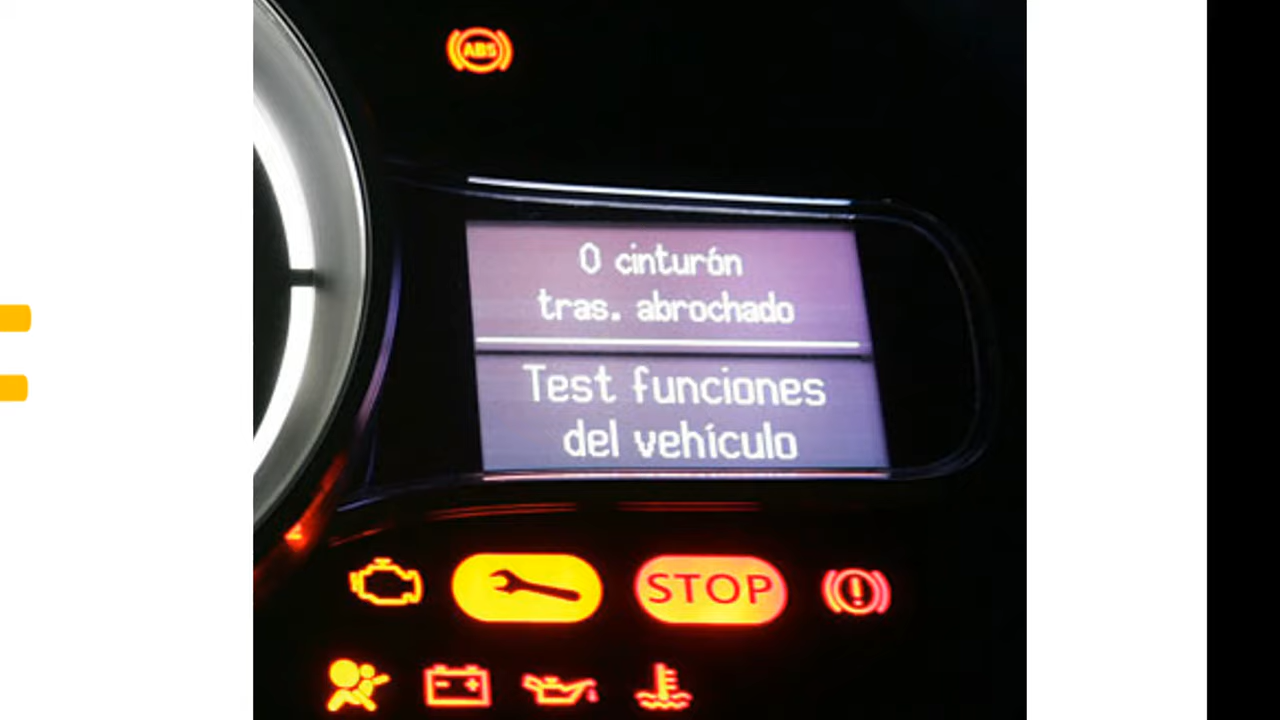 ABS
0 cinturón
tras. abrochado
Test funciones
del vehículo
STOP